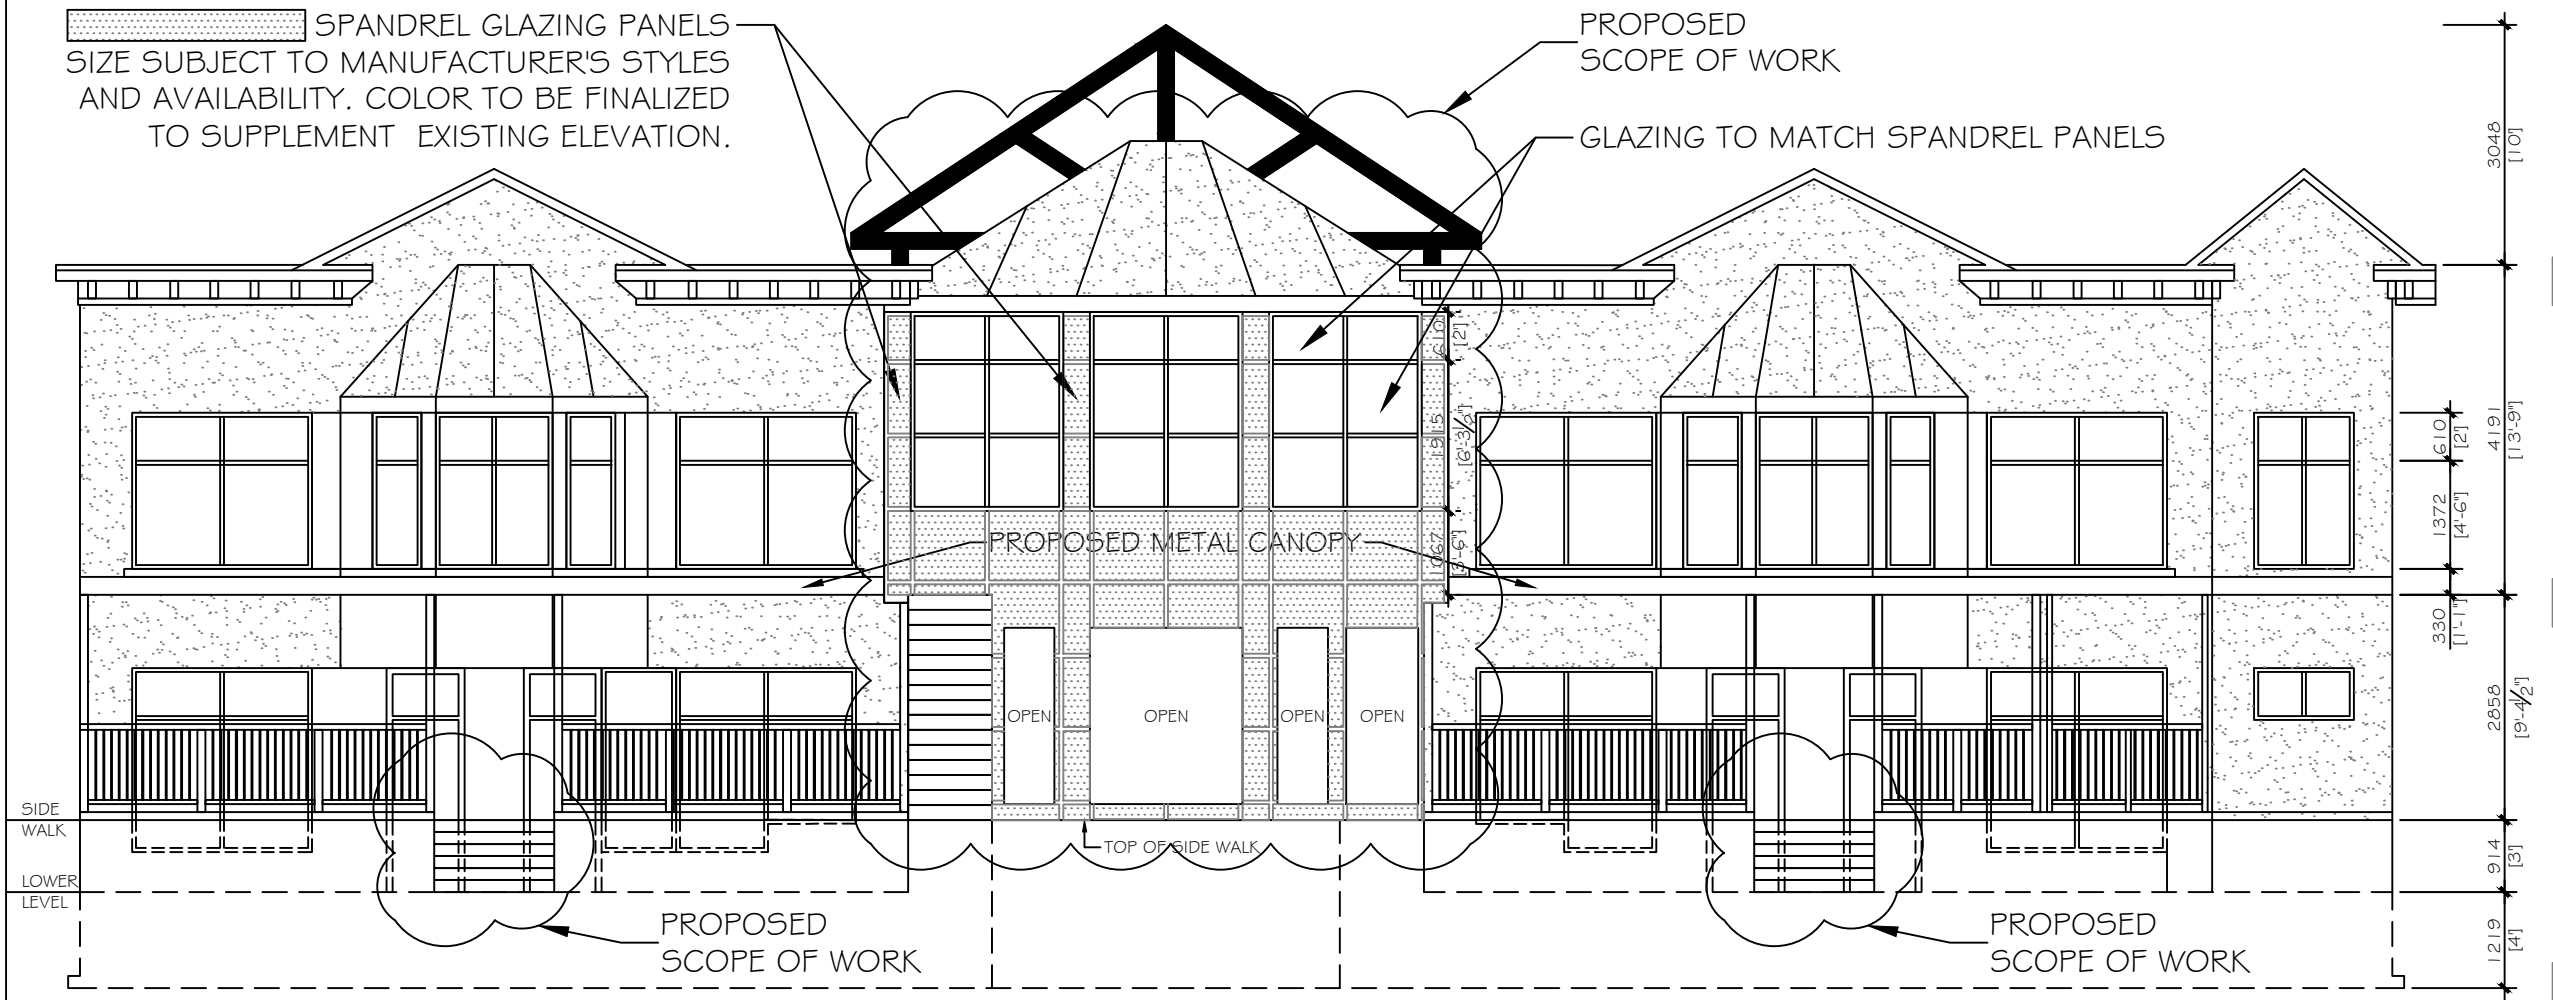 SPANDREL GLAZING PANELS
SIZE SUBJECT TO MANUFACTURER'S STYLES
AND AVAILABILITY. COLOR TO BE FINALIZED
TO SUPPLEMENT EXISTING ELEVATION.
PROPOSED
SCOPE OF WORK
GLAZING TO MATCH SPANDREL PANELS
3048
[10']
610
[2']
1915
[6'-3 1/2"]
1067
[3'-6"]
610
[2']
4191
[13'-9"]
1372
[4'-6"]
330
[1'-1"]
2858
[9'-4 1/2"]
914
[3']
1219
[4']
PROPOSED METAL CANOPY
OPEN
OPEN
OPEN
OPEN
SIDE
WALK
TOP OF SIDE WALK
LOWER
LEVEL
PROPOSED
SCOPE OF WORK
PROPOSED
SCOPE OF WORK